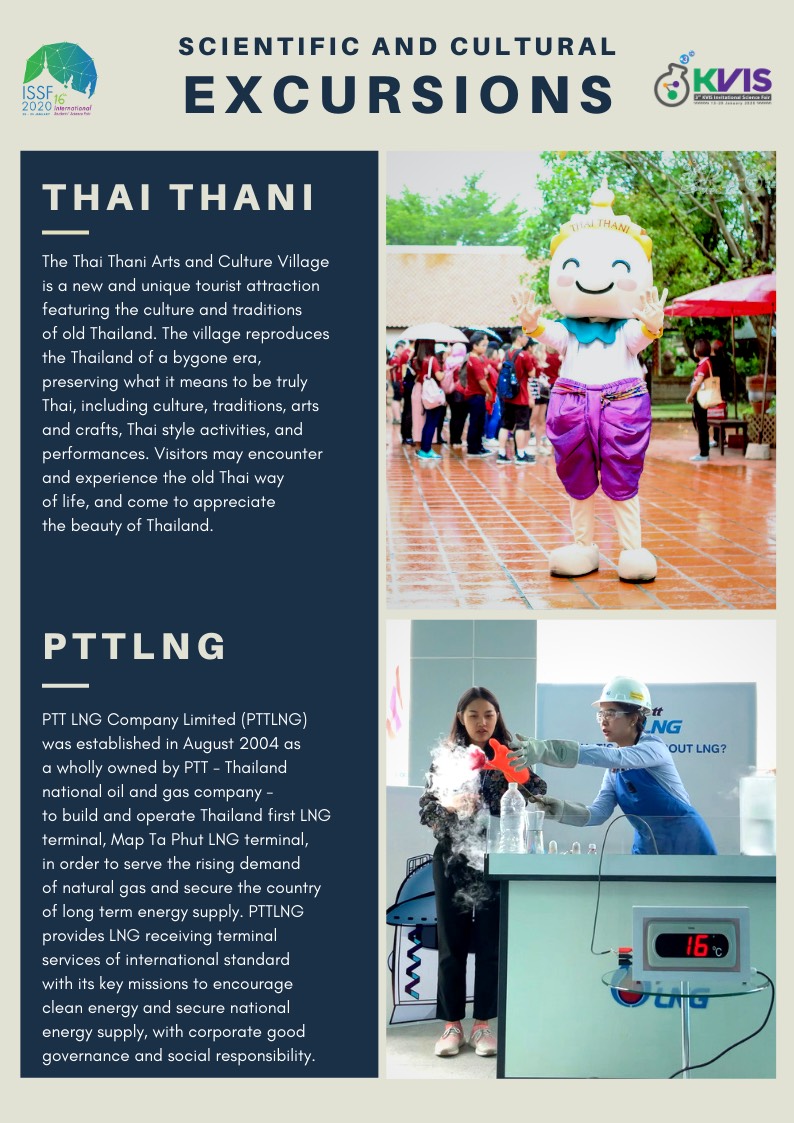 SCIENTIFIC AND CULTURAL
EXCURSIONS
ISSF
2020 16th International
Students' Science Fair
KVIS
THAI THANI
The Thai Thani Arts and Culture Village
is a new and unique tourist attraction
featuring the culture and traditions
of old Thailand. The village reproduces
the Thailand of a bygone era,
preserving what it means to be truly
Thai, including culture, traditions, arts
and crafts, Thai style activities, and
performances. Visitors may encounter
and experience the old Thai way
of life, and come to appreciate
the beauty of Thailand.
THAI THANI
PTTLNG
PTT LNG Company Limited (PTTLNG)
was established in August 2004 as
a wholly owned by PTT - Thailand
national oil and gas company -
to build and operate Thailand first LNG
terminal, Map Ta Phut LNG terminal,
in order to serve the rising demand
of natural gas and secure the country
of long term energy supply. PTTLNG
provides LNG receiving terminal
services of international standard
with its key missions to encourage
clean energy and secure national
energy supply, with corporate good
governance and social responsibility.
LNG
OUT LNG?
16 °C
LNG